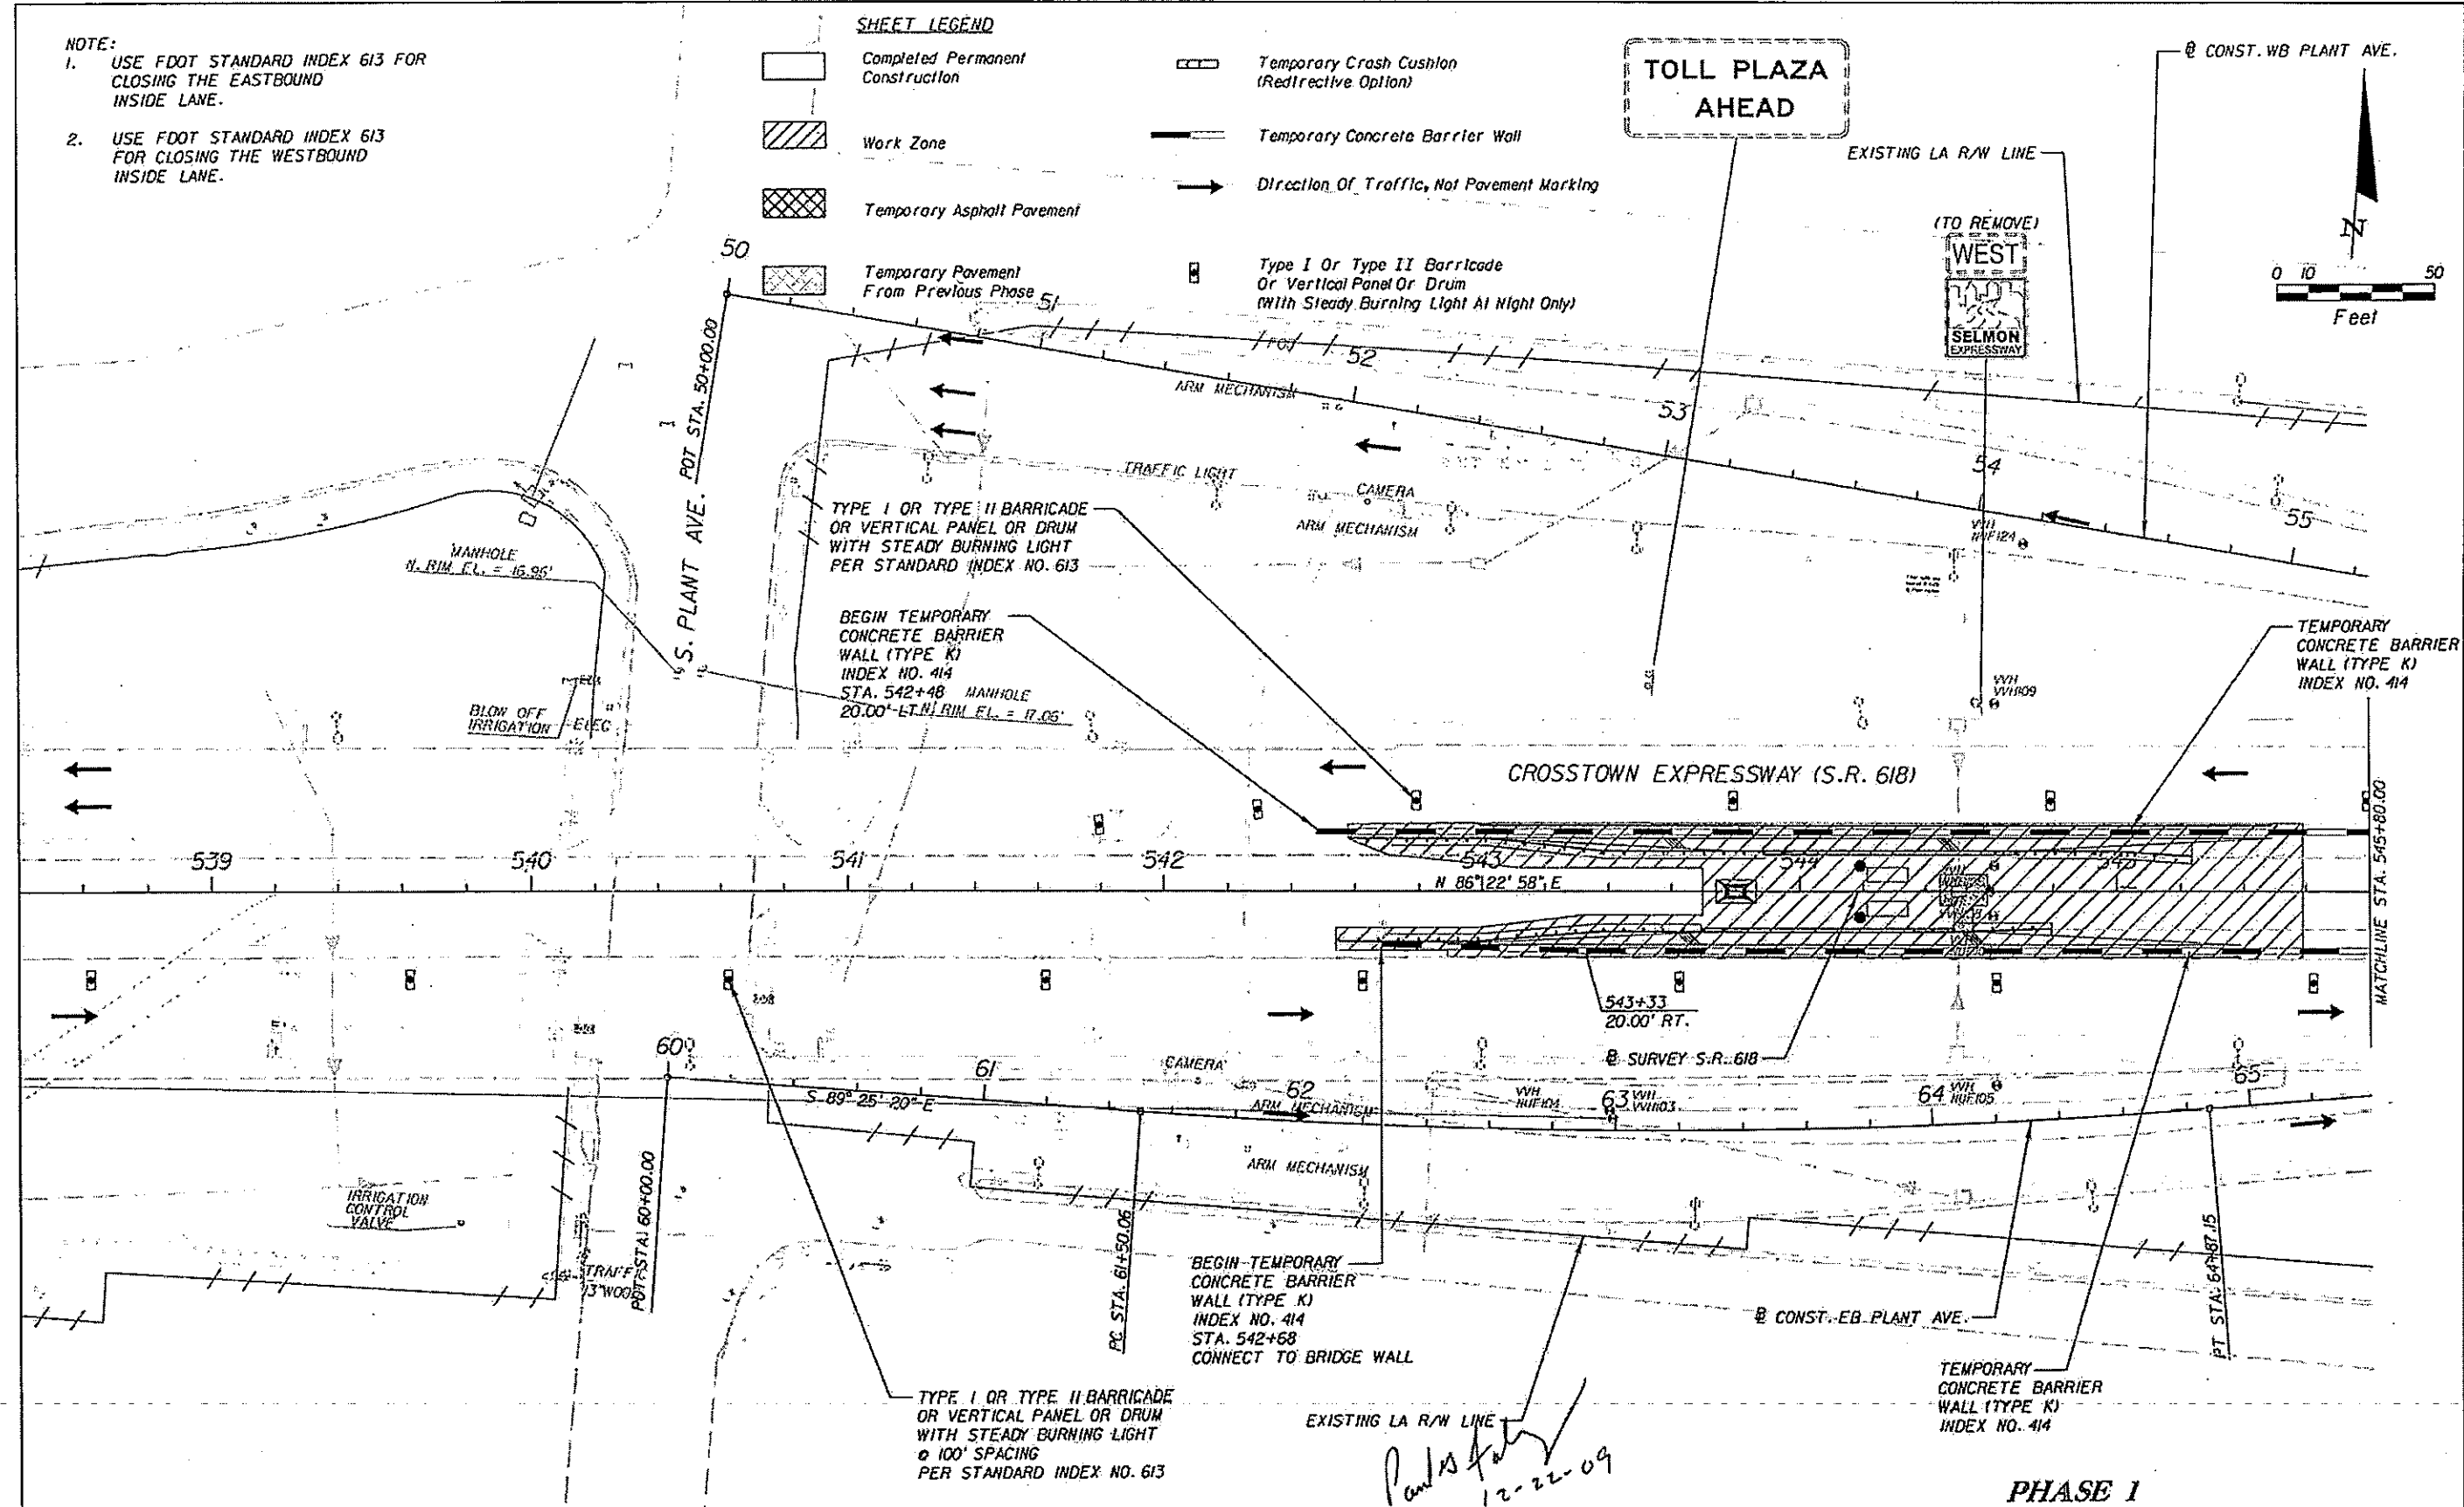 NOTE:
1. USE FDOT STANDARD INDEX 613 FOR
CLOSING THE EASTBOUND
INSIDE LANE.
2. USE FDOT STANDARD INDEX 613
FOR CLOSING THE WESTBOUND
INSIDE LANE.
SHEET LEGEND
Completed Permanent
Construction
Work Zone
Temporary Asphalt Pavement
Temporary Pavement
From Previous Phase
Temporary Crash Cushion
(Redirective Option)
Temporary Concrete Barrier Wall
Direction Of Traffic, Not Pavement Marking
Type I Or Type II Barricade
Or Vertical Panel Or Drum
(With Steady Burning Light At Night Only)
TOLL PLAZA
AHEAD
℄ CONST. WB PLANT AVE.
EXISTING LA R/W LINE
(TO REMOVE)
WEST
SELMON
EXPRESSWAY
N
0 10 50
Feet
50
51
52
53
54
55
S. PLANT AVE. POT STA. 50+00.00
ARM MECHANISM
TRAFFIC LIGHT
CAMERA
ARM MECHANISM
MANHOLE
N. RIM EL. = 16.95'
TYPE I OR TYPE II BARRICADE
OR VERTICAL PANEL OR DRUM
WITH STEADY BURNING LIGHT
PER STANDARD INDEX NO. 613
BEGIN TEMPORARY
CONCRETE BARRIER
WALL (TYPE K)
INDEX NO. 414
STA. 542+48
20.00' LT.
MANHOLE
N. RIM EL. = 17.05'
BLOW OFF
IRRIGATION
ELEC
VVH
VVH109
TEMPORARY
CONCRETE BARRIER
WALL (TYPE K)
INDEX NO. 414
CROSSTOWN EXPRESSWAY (S.R. 618)
539
540
541
542
543
544
545
N 86° 22' 58" E
MATCHLINE STA. 545+80.00
543+33
20.00' RT.
℄ SURVEY S.R. 618
60
61
62
63
64
65
S 89° 25' 20" E
CAMERA
ARM MECHANISM
ARM MECHANISM
VVH
VVH103
POT STA. 60+00.00
PC STA. 61+50.06
PT STA. 64+87.15
IRRIGATION
CONTROL
VALVE
BEGIN TEMPORARY
CONCRETE BARRIER
WALL (TYPE K)
INDEX NO. 414
STA. 542+68
CONNECT TO BRIDGE WALL
℄ CONST. EB PLANT AVE.
TYPE I OR TYPE II BARRICADE
OR VERTICAL PANEL OR DRUM
WITH STEADY BURNING LIGHT
@ 100' SPACING
PER STANDARD INDEX NO. 613
EXISTING LA R/W LINE
TEMPORARY
CONCRETE BARRIER
WALL (TYPE K)
INDEX NO. 414
12-22-09
PHASE 1